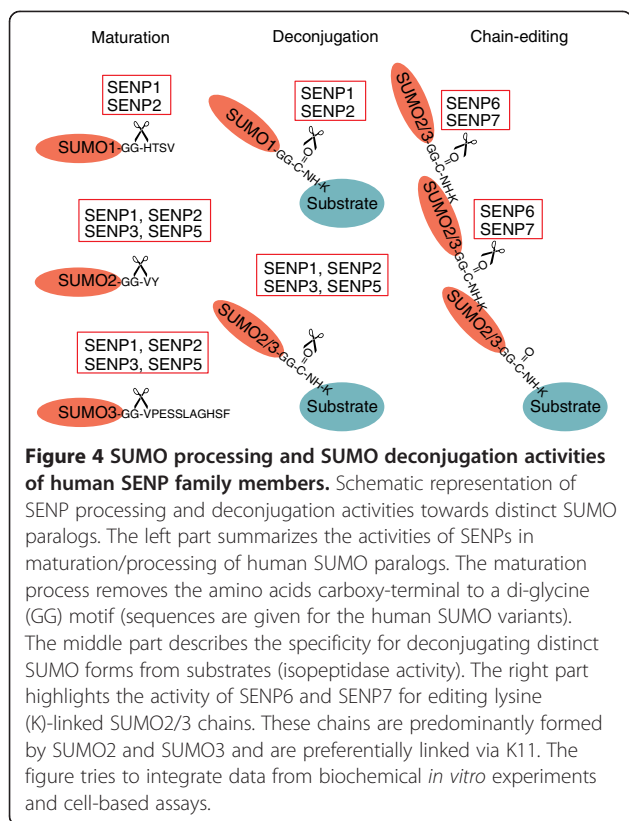 Maturation
Deconjugation
Chain-editing
SENP1
SENP2
SUMO1-GG-HTSV
SENP1, SENP2
SENP3, SENP5
SUMO2-GG-VY
SENP1, SENP2
SENP3, SENP5
SUMO3-GG-VPESSLAGHSF
SENP1
SENP2
SUMO1-GG-C-NH-K
O
Substrate
SENP1, SENP2
SENP3, SENP5
SUMO2/3-GG-C-NH-K
O
Substrate
SENP6
SENP7
SUMO2/3-GG-C-NH-K
O
SENP6
SENP7
SUMO2/3-GG-C-NH-K
O
SUMO2/3-GG-C-NH-K
O
Substrate
Figure 4 SUMO processing and SUMO deconjugation activities
of human SENP family members. Schematic representation of
SENP processing and deconjugation activities towards distinct SUMO
paralogs. The left part summarizes the activities of SENPs in
maturation/processing of human SUMO paralogs. The maturation
process removes the amino acids carboxy-terminal to a di-glycine
(GG) motif (sequences are given for the human SUMO variants).
The middle part describes the specificity for deconjugating distinct
SUMO forms from substrates (isopeptidase activity). The right part
highlights the activity of SENP6 and SENP7 for editing lysine
(K)-linked SUMO2/3 chains. These chains are predominantly formed
by SUMO2 and SUMO3 and are preferentially linked via K11. The
figure tries to integrate data from biochemical in vitro experiments
and cell-based assays.